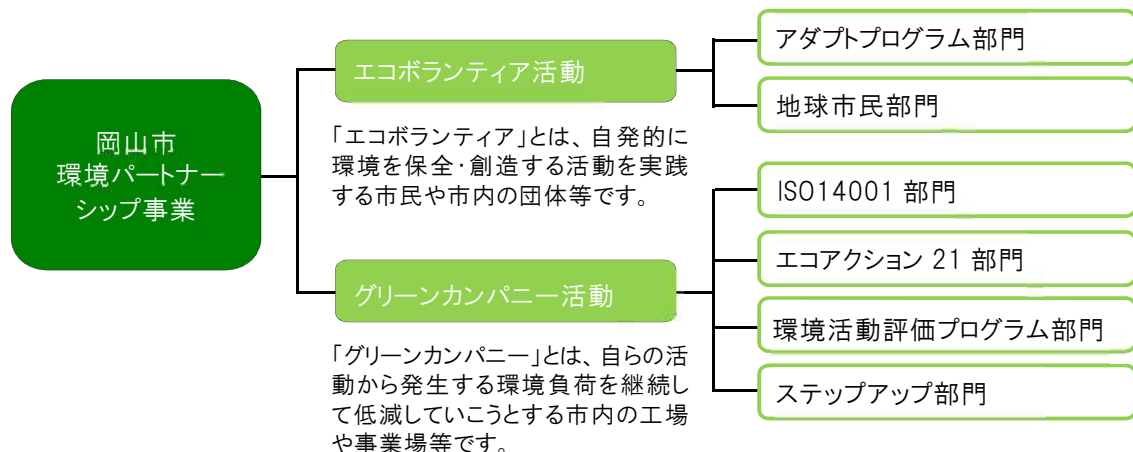 岡山市
環境パートナー
シップ事業
エコボランティア活動
「エコボランティア」とは、自発的に
環境を保全・創造する活動を実践
する市民や市内の団体等です。
アダプトプログラム部門
地球市民部門
グリーンカンパニー活動
「グリーンカンパニー」とは、自らの活
動から発生する環境負荷を継続し
て低減していこうとする市内の工場
や事業場等です。
ISO14001 部門
エコアクション 21 部門
環境活動評価プログラム部門
ステップアップ部門